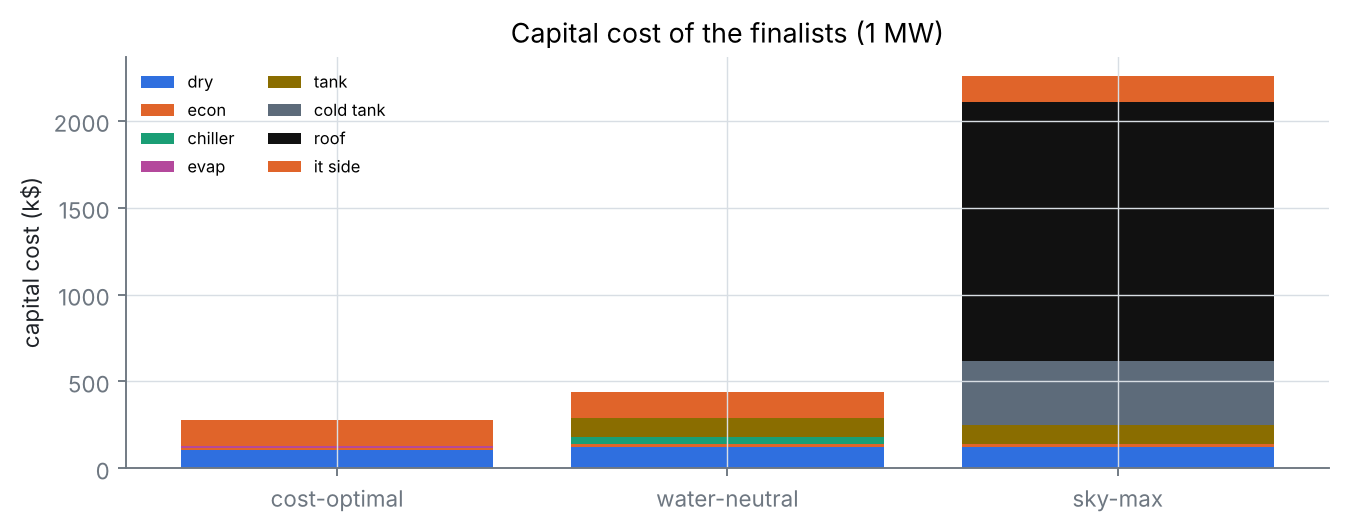 Capital cost of the finalists (1 MW)
dry
econ
chiller
evap
tank
cold tank
roof
it side
capital cost (k$)
2000
1500
1000
500
0
cost-optimal
water-neutral
sky-max